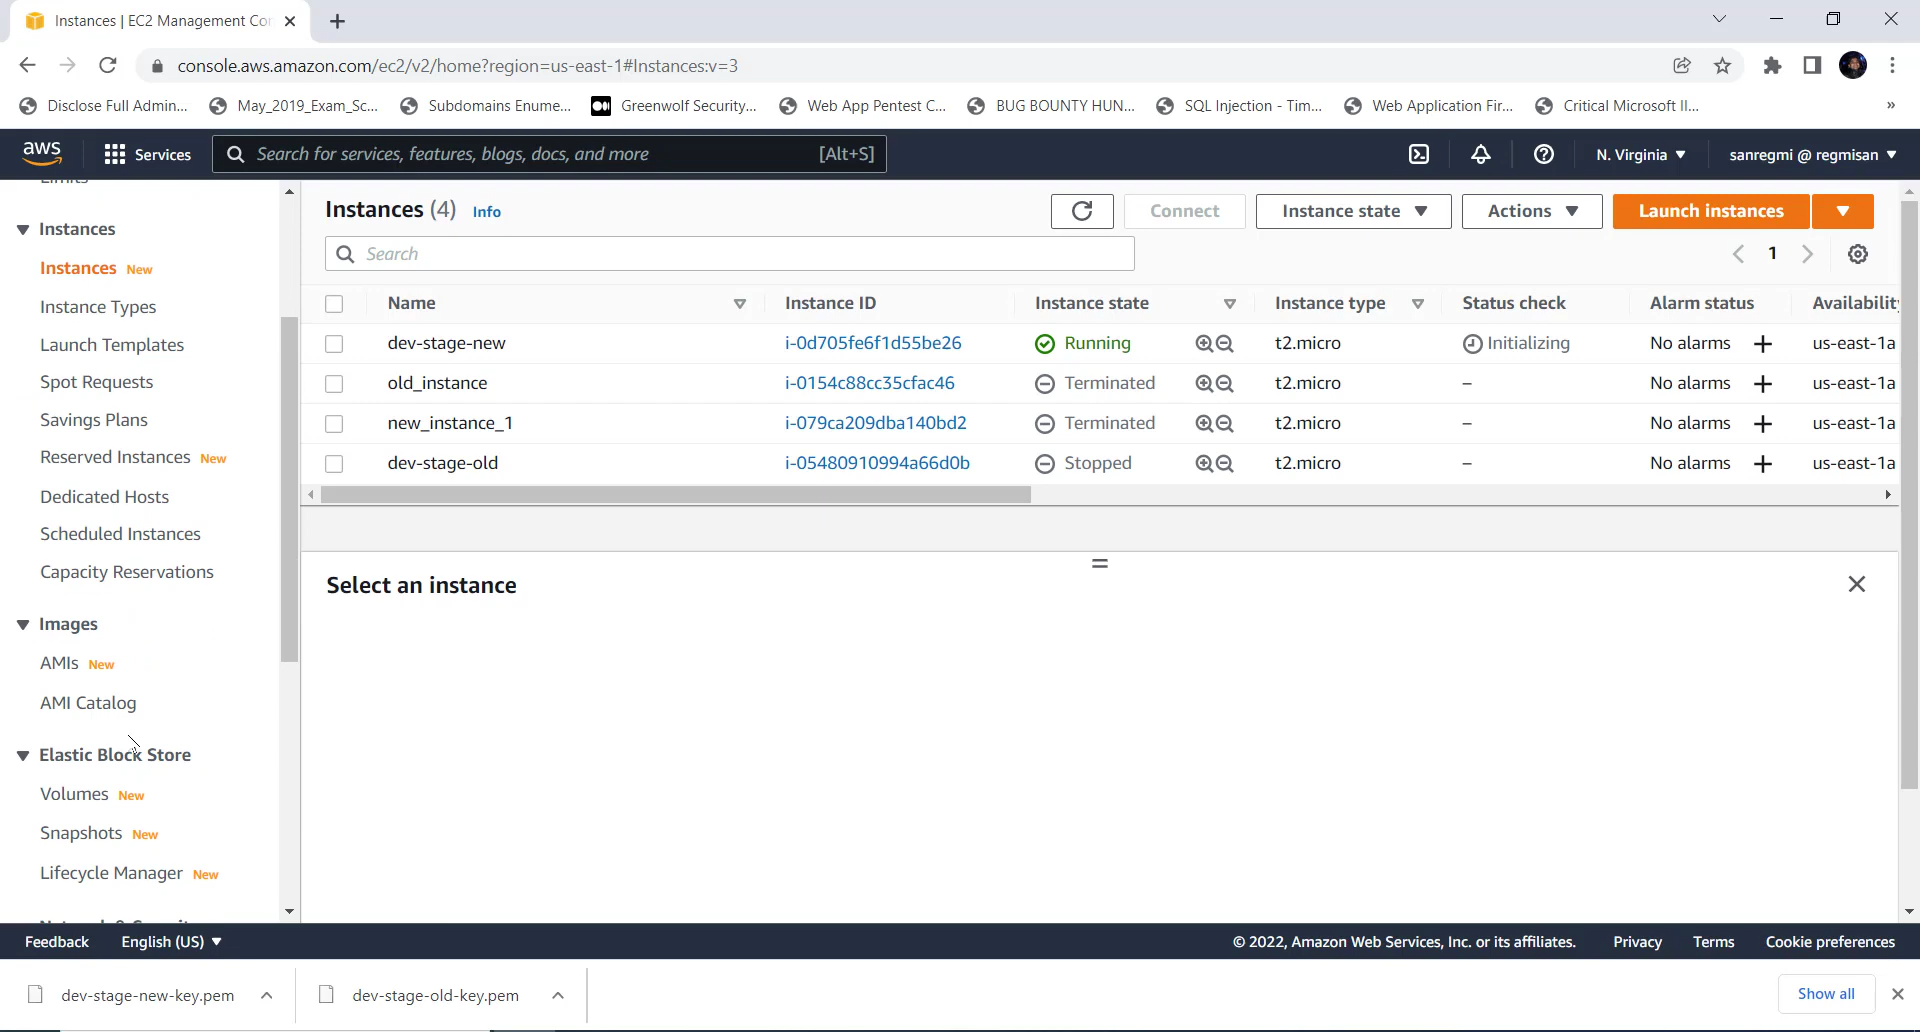 Instances | EC2 Management Con
console.aws.amazon.com/ec2/v2/home?region=us-east-1#Instances:v=3
Disclose Full Admin... May_2019_Exam_Sc... Subdomains Enume... Greenwolf Security... Web App Pentest C... BUG BOUNTY HUN... SQL Injection - Tim... Web Application Fir... Critical Microsoft II... »
aws Services Search for services, features, blogs, docs, and more [Alt+S] N. Virginia sanregmi @ regmisan
Limits
Instances
Instances New
Instance Types
Launch Templates
Spot Requests
Savings Plans
Reserved Instances New
Dedicated Hosts
Scheduled Instances
Capacity Reservations
Images
AMIs New
AMI Catalog
Elastic Block Store
Volumes New
Snapshots New
Lifecycle Manager New
Network & Security
Instances (4) Info Connect Instance state Actions Launch instances
Search 1
Name Instance ID Instance state Instance type Status check Alarm status Availability
dev-stage-new i-0d705fe6f1d55be26 Running t2.micro Initializing No alarms + us-east-1a
old_instance i-0154c88cc35cfac46 Terminated t2.micro – No alarms + us-east-1a
new_instance_1 i-079ca209dba140bd2 Terminated t2.micro – No alarms + us-east-1a
dev-stage-old i-05480910994a66d0b Stopped t2.micro – No alarms + us-east-1a
Select an instance
Feedback English (US) © 2022, Amazon Web Services, Inc. or its affiliates. Privacy Terms Cookie preferences
dev-stage-new-key.pem dev-stage-old-key.pem Show all